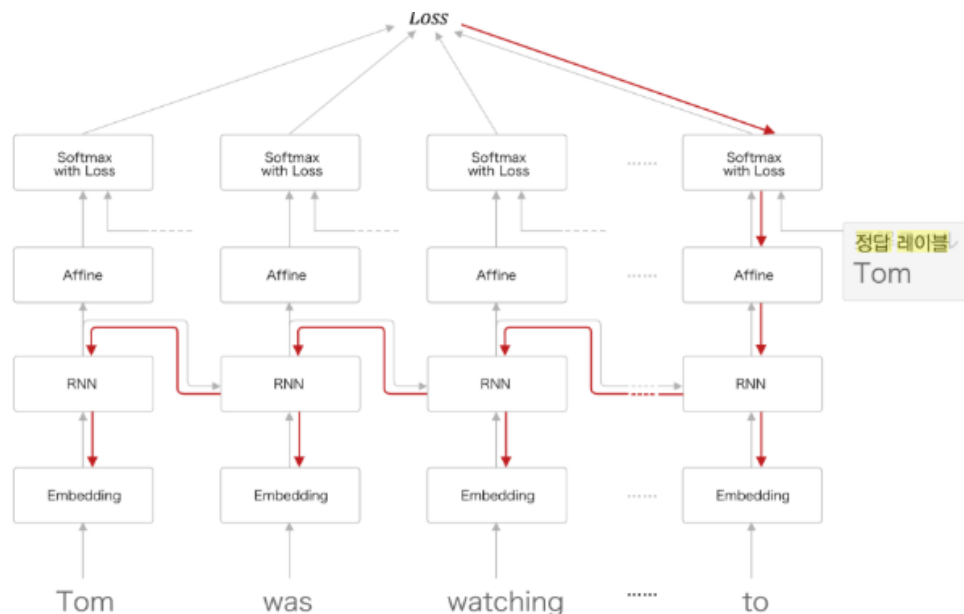 Loss
Softmax
with Loss
Softmax
with Loss
Softmax
with Loss
......
Softmax
with Loss
정답 레이블
Tom
Affine
Affine
Affine
......
Affine
RNN
RNN
RNN
RNN
Embedding
Embedding
Embedding
......
Embedding
Tom
was
watching
......
to